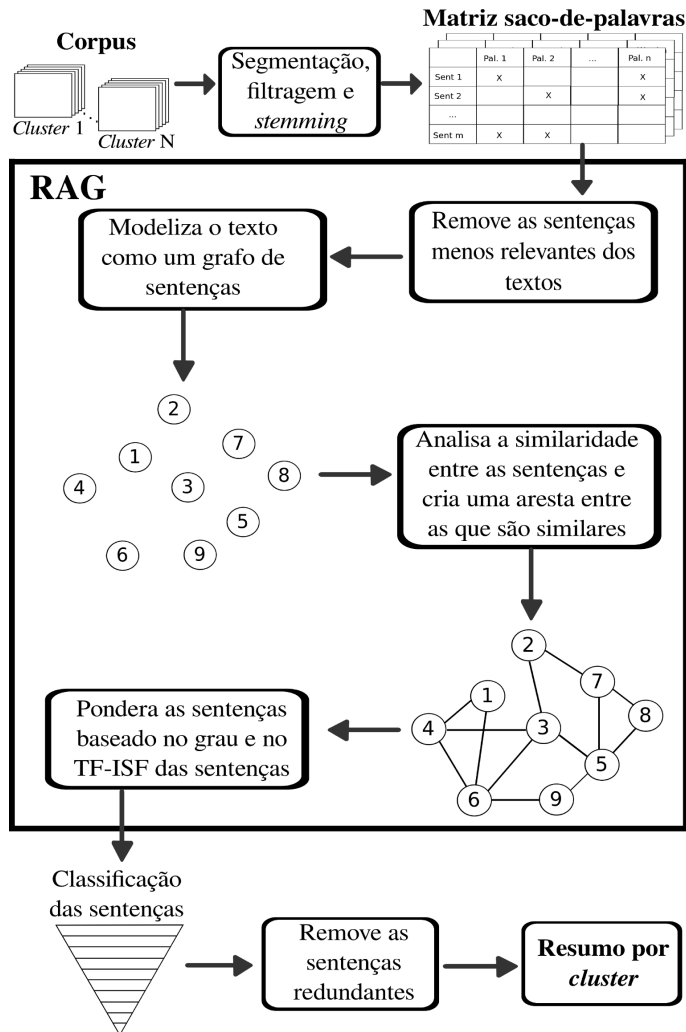 Corpus
Cluster 1
Cluster N
Segmentação,
filtragem e
stemming
Matriz saco-de-palavras
Pal. 1 Pal. 2 ... Pal. n
Sent 1 X X
Sent 2 X X
...
Sent m X X
RAG
Remove as sentenças
menos relevantes dos
textos
Modeliza o texto
como um grafo de
sentenças
2
1
7
4
3
8
5
6
9
Analisa a similaridade
entre as sentenças e
cria uma aresta entre
as que são similares
2
7
1
8
4
3
5
6
9
Pondera as sentenças
baseado no grau e no
TF-ISF das sentenças
Classificação
das sentenças
Remove as
sentenças
redundantes
Resumo por
cluster